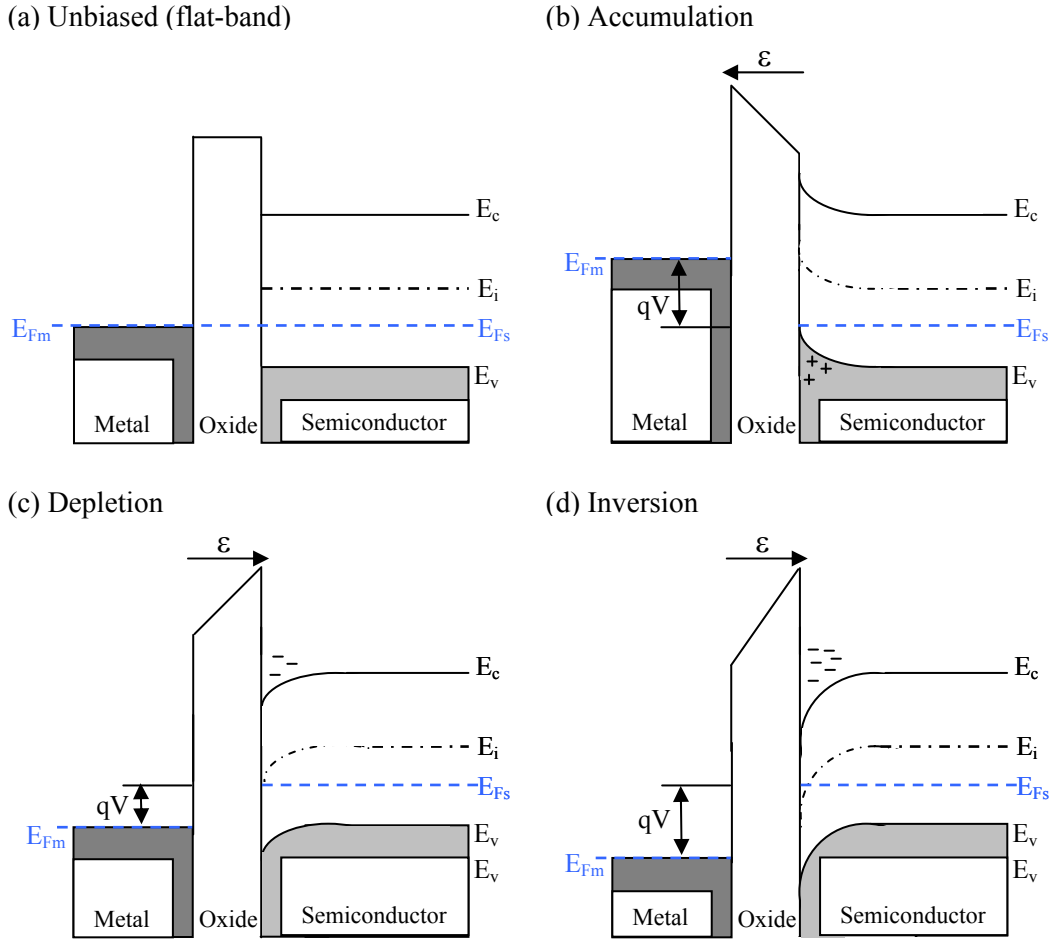 (a) Unbiased (flat-band)
E_c
E_i
E_Fm
E_Fs
E_v
Metal
Oxide
Semiconductor
(b) Accumulation
ε
E_c
E_Fm
E_i
qV
E_Fs
+ + +
E_v
Metal
Oxide
Semiconductor
(c) Depletion
ε
− − −
E_c
E_i
E_Fs
qV
E_Fm
E_v
E_v
Metal
Oxide
Semiconductor
(d) Inversion
ε
− − − − − −
E_c
E_i
E_Fs
qV
E_Fm
E_v
E_v
Metal
Oxide
Semiconductor